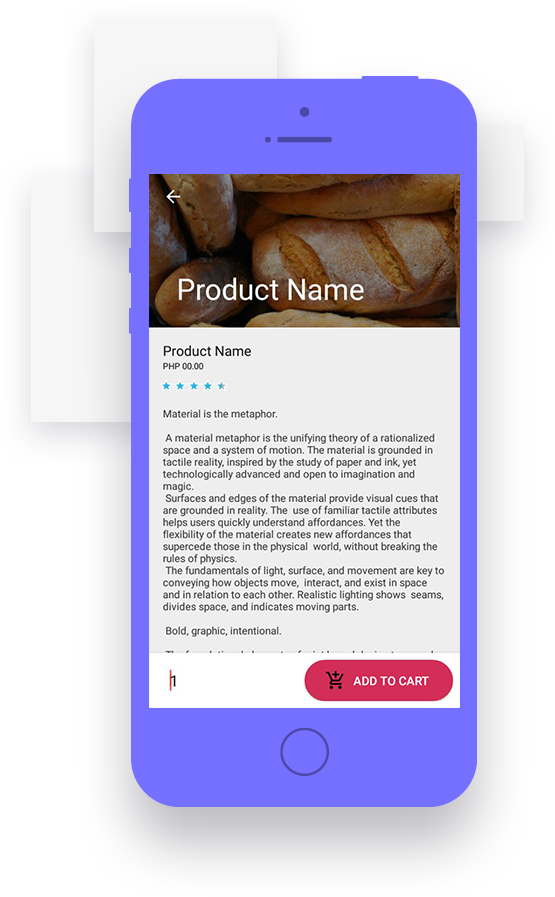 Product Name
Product Name
PHP 00.00
Material is the metaphor.
A material metaphor is the unifying theory of a rationalized
space and a system of motion. The material is grounded in
tactile reality, inspired by the study of paper and ink, yet
technologically advanced and open to imagination and
magic.
Surfaces and edges of the material provide visual cues that
are grounded in reality. The  use of familiar tactile attributes
helps users quickly understand affordances. Yet the
flexibility of the material creates new affordances that
supercede those in the physical  world, without breaking the
rules of physics.
The fundamentals of light, surface, and movement are key to
conveying how objects move,  interact, and exist in space
and in relation to each other. Realistic lighting shows  seams,
divides space, and indicates moving parts.
Bold, graphic, intentional.
1
ADD TO CART